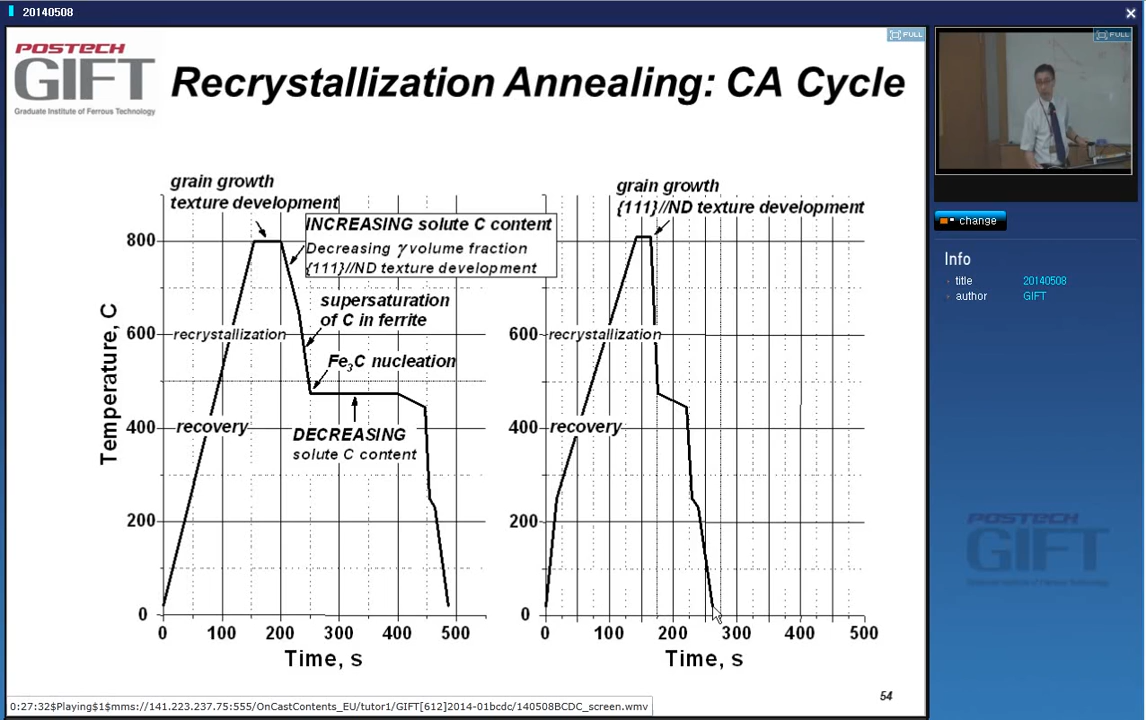 20140508
POSTECH
GIFT
Graduate Institute of Ferrous Technology
Recrystallization Annealing: CA Cycle
FULL
FULL
change
Info
title 20140508
author GIFT
POSTECH
GIFT
grain growth
texture development
INCREASING solute C content
Decreasing γ volume fraction
{111}//ND texture development
supersaturation
of C in ferrite
Fe3C nucleation
recrystallization
recovery
DECREASING
solute C content
Temperature, C
800
600
400
200
0
0 100 200 300 400 500
Time, s
grain growth
{111}//ND texture development
600
recrystallization
400
recovery
200
0
0 100 200 300 400 500
Time, s
54
0:27:32$Playing$1$mms://141.223.237.75:555/OnCastContents_EU/tutor1/GIFT[612]2014-01bcdc/140508BCDC_screen.wmv